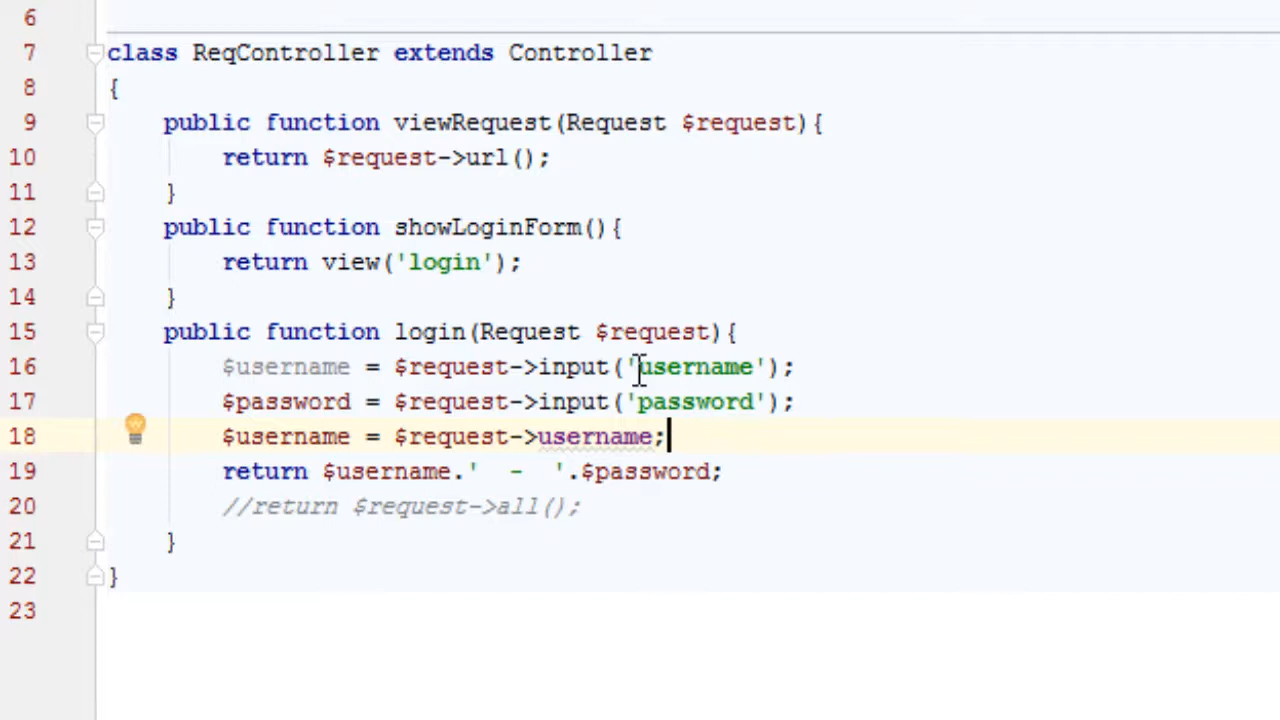 6
7 class ReqController extends Controller
8 {
9 public function viewRequest(Request $request){
10 return $request->url();
11 }
12 public function showLoginForm(){
13 return view('login');
14 }
15 public function login(Request $request){
16 $username = $request->input('username');
17 $password = $request->input('password');
18 $username = $request->username;
19 return $username.'  -  '.$password;
20 //return $request->all();
21 }
22 }
23